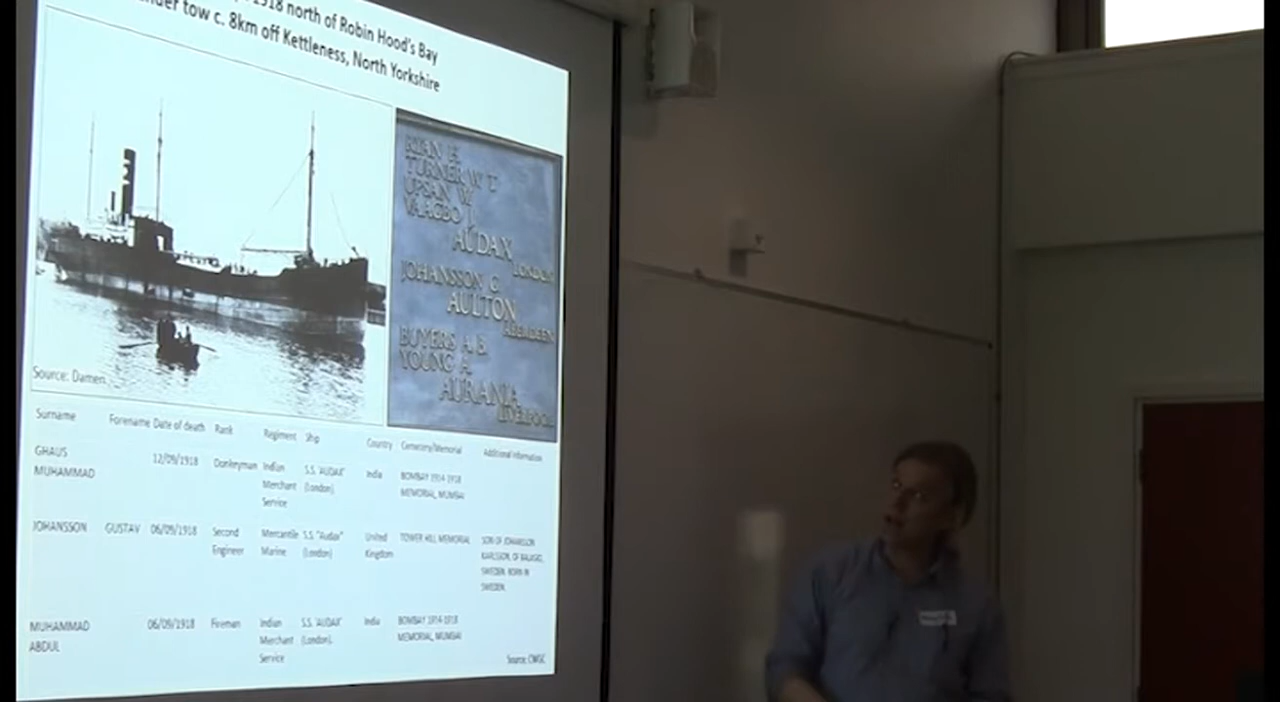 1918 north of Robin Hood's Bay
under tow c. 8km off Kettleness, North Yorkshire
TURNER W T
UPSAN W
VAAGBO J
AUDAX
LONDON
JOHANSSON G
AULTON
ABERDEEN
BUYERS A. B.
YOUNG A.
AURANIA
LIVERPOOL
Source: Damen
Surname Forename Date of death Rank Regiment Ship Country Cemetery/Memorial Additional information
GHAUS MUHAMMAD 12/09/1918 Donkeyman Indian Merchant Service S.S. "AUDAX" (London). India BOMBAY 1914-1918 MEMORIAL, MUMBAI
JOHANSSON GUSTAV 06/09/1918 Second Engineer Mercantile Marine S.S. "Audax" (London) United Kingdom TOWER HILL MEMORIAL SON OF JOHANSSON KARLSSON, OF SWEDEN. BORN IN SWEDEN.
MUHAMMAD ABDUL 06/09/1918 Fireman Indian Merchant Service S.S. "AUDAX" (London). India BOMBAY 1914-1918 MEMORIAL, MUMBAI
Source: CWGC